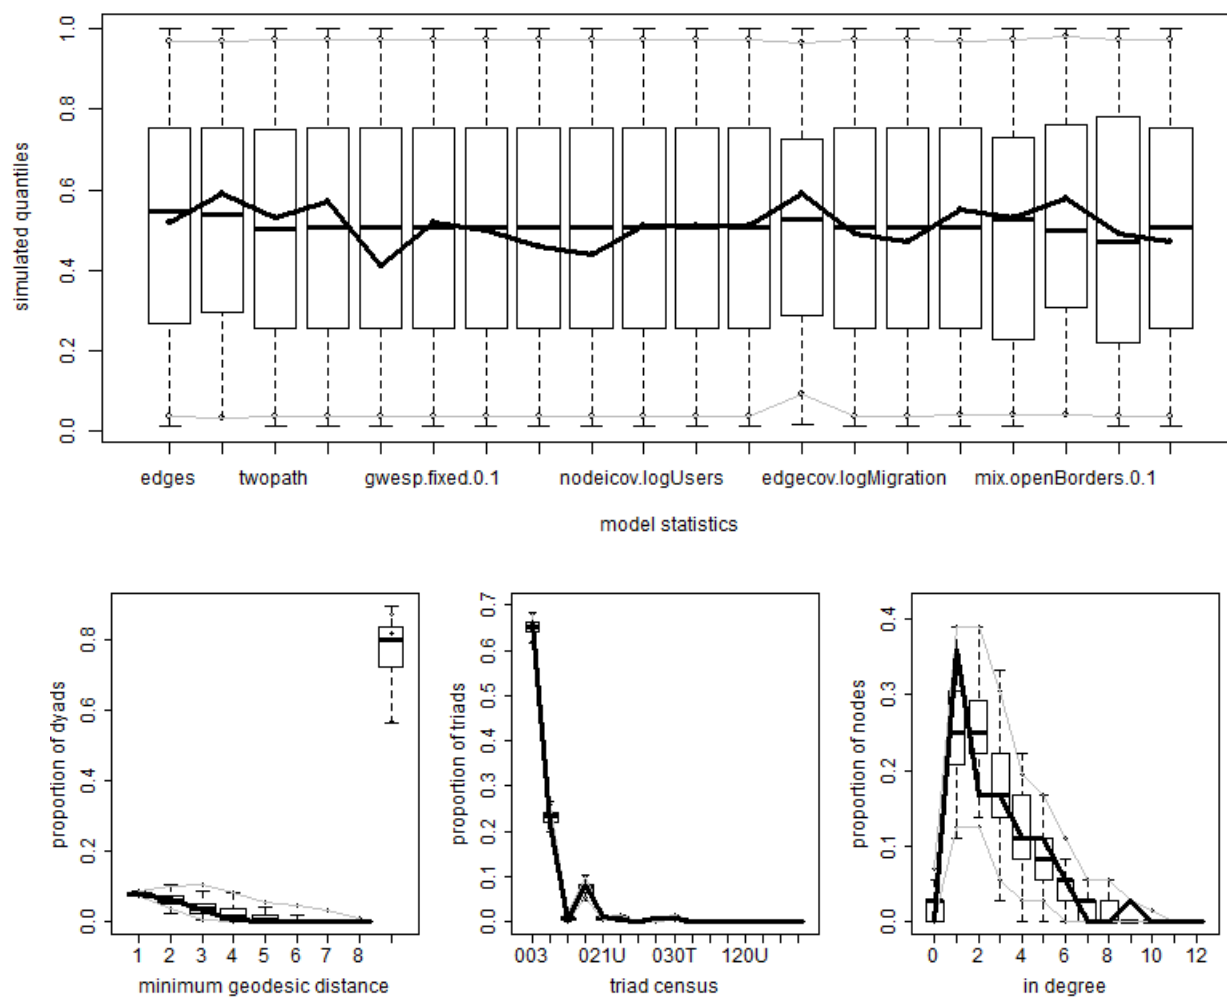 1.0
0.8
0.6
0.4
0.2
0.0
simulated quantiles
edges twopath gwesp.fixed.0.1 nodeicov.logUsers edgecov.logMigration mix.openBorders.0.1
model statistics
0.8
0.6
0.4
0.2
0.0
proportion of dyads
1 2 3 4 5 6 7 8
minimum geodesic distance
0.7
0.6
0.5
0.4
0.3
0.2
0.1
0.0
proportion of triads
003 021U 030T 120U
triad census
0.4
0.3
0.2
0.1
0.0
proportion of nodes
0 2 4 6 8 10 12
in degree